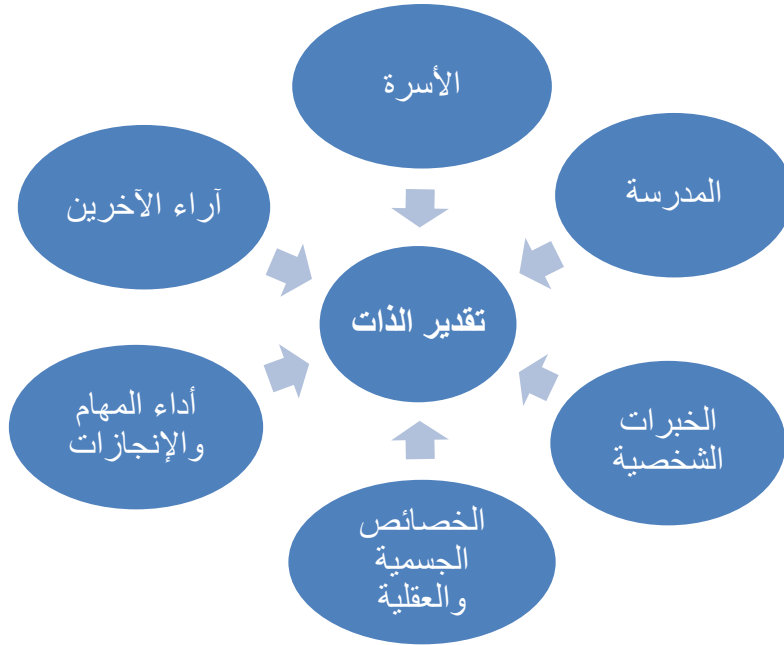 الأسرة
المدرسة
آراء الآخرين
تقدير الذات
الخبرات
الشخصية
أداء المهام
والإنجازات
الخصائص
الجسمية
والعقلية